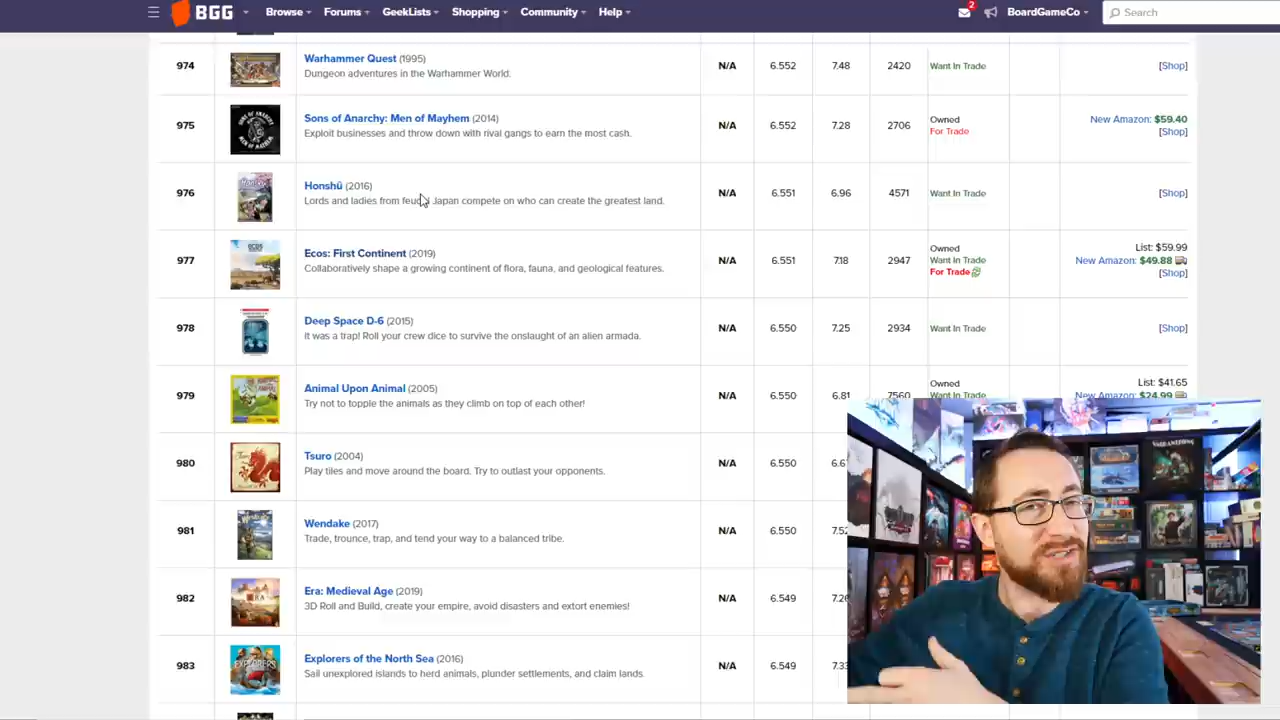 BGG Browse Forums GeekLists Shopping Community Help 2 BoardGameCo Search
974 Warhammer Quest (1995) N/A 6.552 7.48 2420 Want In Trade [Shop]
Dungeon adventures in the Warhammer World.
975 Sons of Anarchy: Men of Mayhem (2014) N/A 6.552 7.28 2706 Owned New Amazon: $59.40
Exploit businesses and throw down with rival gangs to earn the most cash. For Trade [Shop]
976 Honshū (2016) N/A 6.551 6.96 4571 Want In Trade [Shop]
Lords and ladies from feudal Japan compete on who can create the greatest land.
977 Ecos: First Continent (2019) N/A 6.551 7.18 2947 Owned List: $59.99
Collaboratively shape a growing continent of flora, fauna, and geological features. Want In Trade New Amazon: $49.88
For Trade [Shop]
978 Deep Space D-6 (2015) N/A 6.550 7.25 2934 Want In Trade [Shop]
It was a trap! Roll your crew dice to survive the onslaught of an alien armada.
979 Animal Upon Animal (2005) N/A 6.550 6.81 7560 Owned List: $41.65
Try not to topple the animals as they climb on top of each other! Want In Trade New Amazon: $24.99
980 Tsuro (2004) N/A 6.550
Play tiles and move around the board. Try to outlast your opponents.
981 Wendake (2017) N/A 6.550
Trade, trounce, trap, and tend your way to a balanced tribe.
982 Era: Medieval Age (2019) N/A 6.549
3D Roll and Build, create your empire, avoid disasters and extort enemies!
983 Explorers of the North Sea (2016) N/A 6.549
Sail unexplored islands to herd animals, plunder settlements, and claim lands.